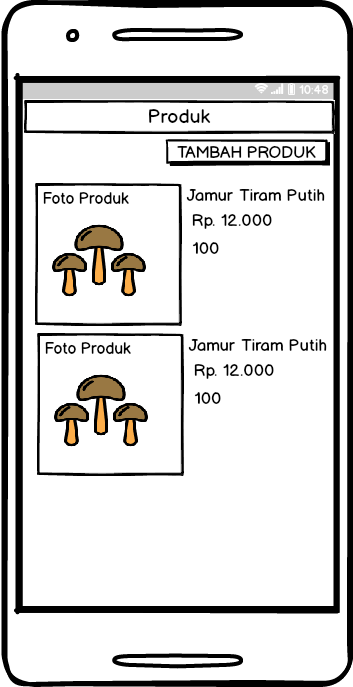 10:48
Produk
TAMBAH PRODUK
Foto Produk
Jamur Tiram Putih
Rp. 12.000
100
Foto Produk
Jamur Tiram Putih
Rp. 12.000
100